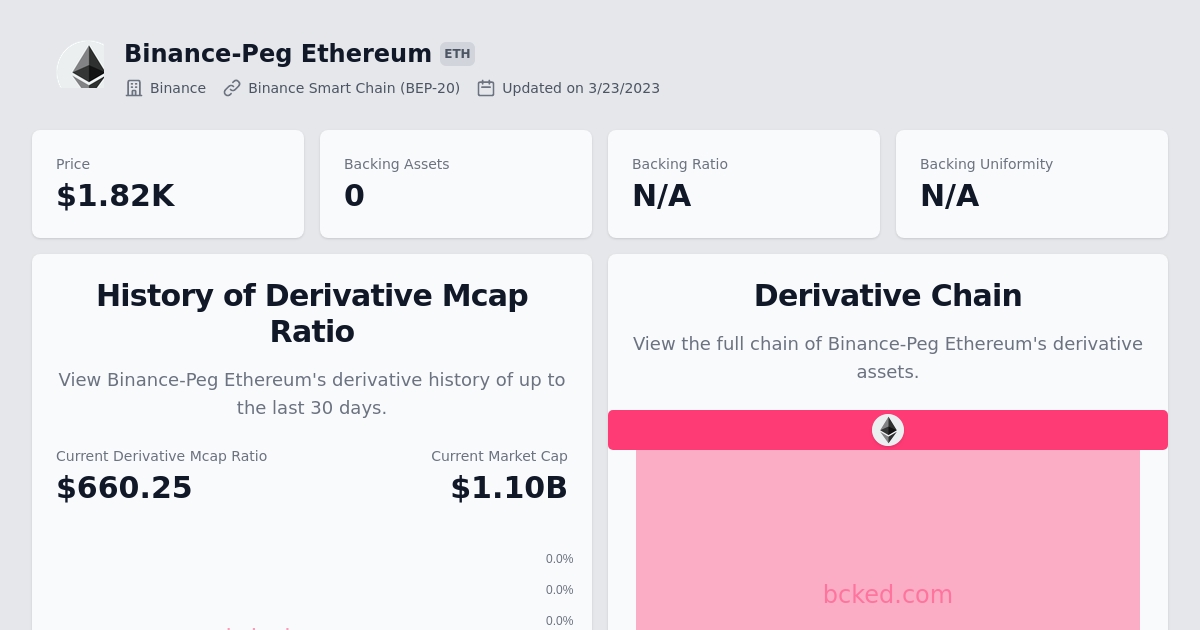 Binance-Peg Ethereum ETH
Binance Binance Smart Chain (BEP-20) Updated on 3/23/2023
Price
$1.82K
Backing Assets
0
Backing Ratio
N/A
Backing Uniformity
N/A
History of Derivative Mcap
Ratio
View Binance-Peg Ethereum's derivative history of up to
the last 30 days.
Current Derivative Mcap Ratio
$660.25
Current Market Cap
$1.10B
0.0%
0.0%
0.0%
Derivative Chain
View the full chain of Binance-Peg Ethereum's derivative
assets.
bcked.com